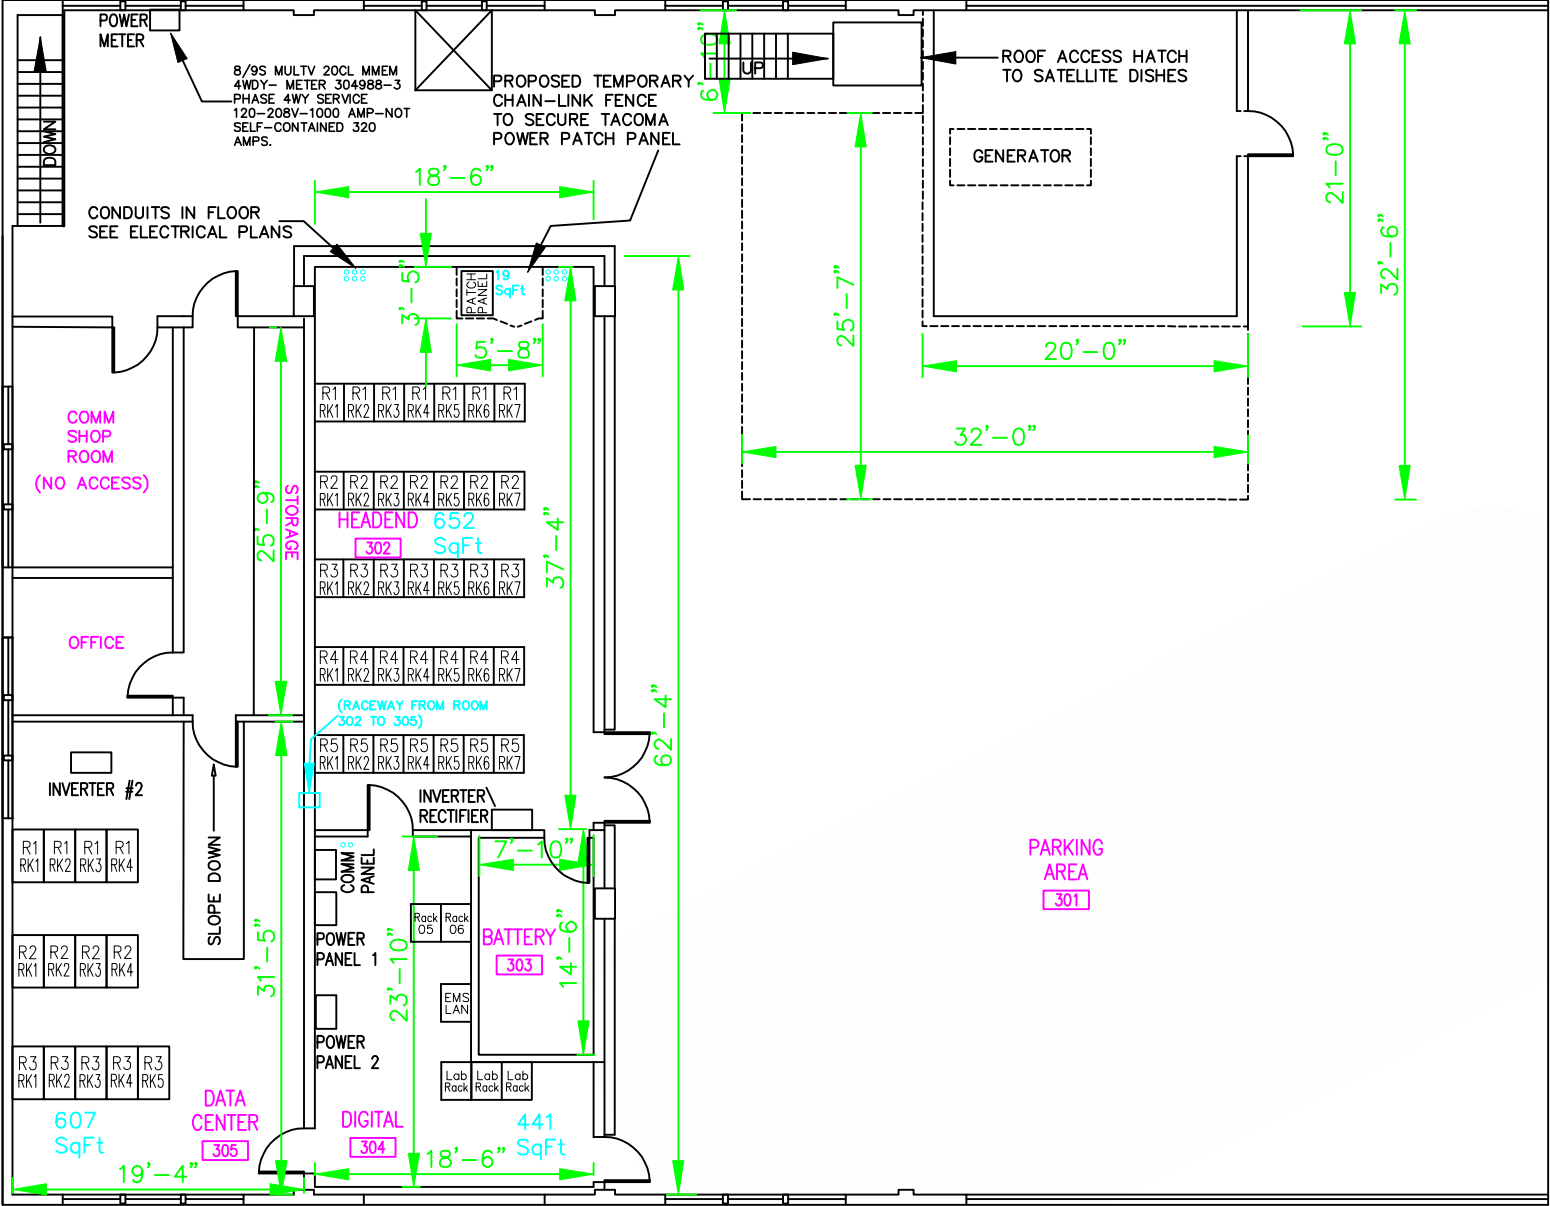 POWER
METER
8/9S MULTV 20CL MMEM
4WDY- METER 304988-3
PHASE 4WY SERVICE
120-208V-1000 AMP-NOT
SELF-CONTAINED 320
AMPS.
PROPOSED TEMPORARY
CHAIN-LINK FENCE
TO SECURE TACOMA
POWER PATCH PANEL
DOWN
UP
6'-10"
ROOF ACCESS HATCH
TO SATELLITE DISHES
GENERATOR
21-0"
32'-6"
25'-7"
20'-0"
32'-0"
18'-6"
CONDUITS IN FLOOR
SEE ELECTRICAL PLANS
3'-5"
PATCH
PANEL
19
SqFt
5'-8"
R1 R1 R1 R1 R1 R1 R1
RK1 RK2 RK3 RK4 RK5 RK6 RK7
COMM
SHOP
ROOM
(NO ACCESS)
25'-9"
STORAGE
R2 R2 R2 R2 R2 R2 R2
RK1 RK2 RK3 RK4 RK5 RK6 RK7
HEADEND
302
652
SqFt
37'-4"
R3 R3 R3 R3 R3 R3 R3
RK1 RK2 RK3 RK4 RK5 RK6 RK7
OFFICE
R4 R4 R4 R4 R4 R4 R4
RK1 RK2 RK3 RK4 RK5 RK6 RK7
62'-4"
(RACEWAY FROM ROOM
302 TO 305)
R5 R5 R5 R5 R5 R5 R5
RK1 RK2 RK3 RK4 RK5 RK6 RK7
INVERTER #2
INVERTER\
RECTIFIER
SLOPE DOWN
R1 R1 R1 R1
RK1 RK2 RK3 RK4
COMM
PANEL
7'-10"
PARKING
AREA
301
Rack
05
Rack
06
POWER
PANEL 1
BATTERY
303
14'-6"
23'-10"
31'-5"
R2 R2 R2 R2
RK1 RK2 RK3 RK4
EMS
LAN
POWER
PANEL 2
R3 R3 R3 R3 R3
RK1 RK2 RK3 RK4 RK5
Lab
Rack
Lab
Rack
Lab
Rack
607
SqFt
DATA
CENTER
305
DIGITAL
304
441
SqFt
19'-4"
18'-6"
DRAFT